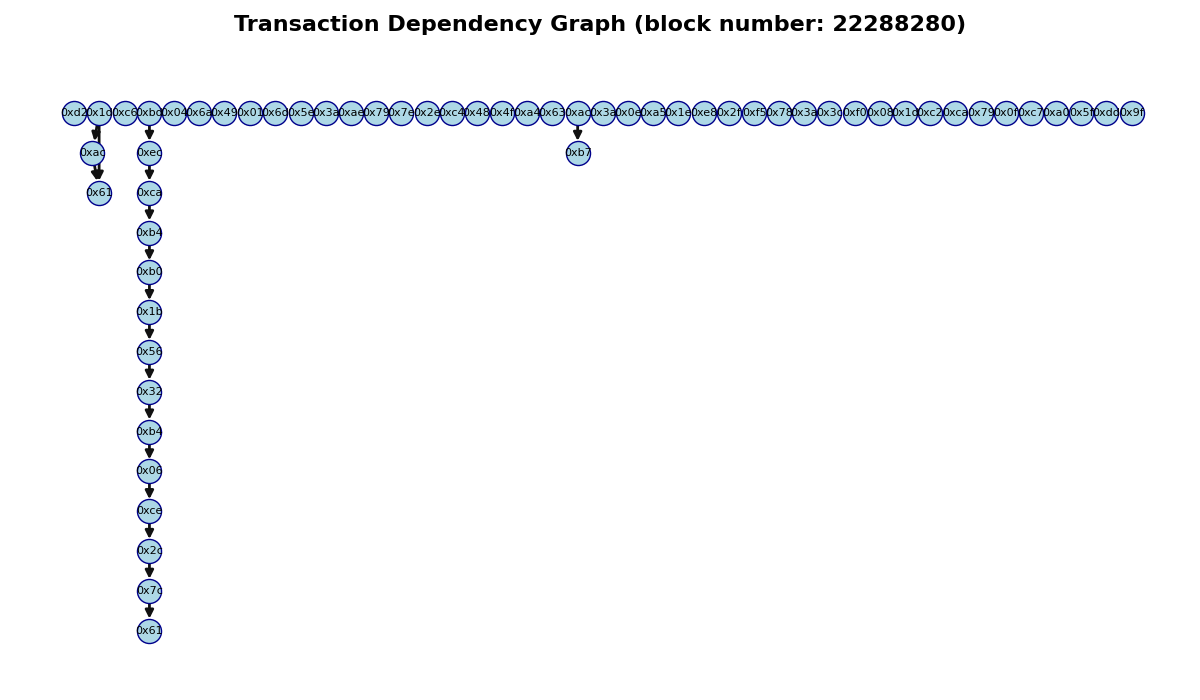 Transaction Dependency Graph (block number: 22288280)
0xd2 0x1d 0xc6 0xbd 0x04 0x6a 0x49 0x01 0x6d 0x5e 0x3a 0xae 0x79 0x7e 0x2e 0xc4 0x48 0x4f 0xa4 0x63 0xac 0x3a 0x0e 0xa5 0x1e 0xe8 0x2f 0xf5 0x78 0x3a 0x3c 0xf0 0x08 0x1d 0xc2 0xca 0x79 0x0f 0xc7 0xa0 0x5f 0xdd 0x9f
0xac 0xec 0xb7
0x61 0xca
0xb4
0xb0
0x1b
0x56
0x32
0xb4
0x06
0xce
0x2c
0x7c
0x61